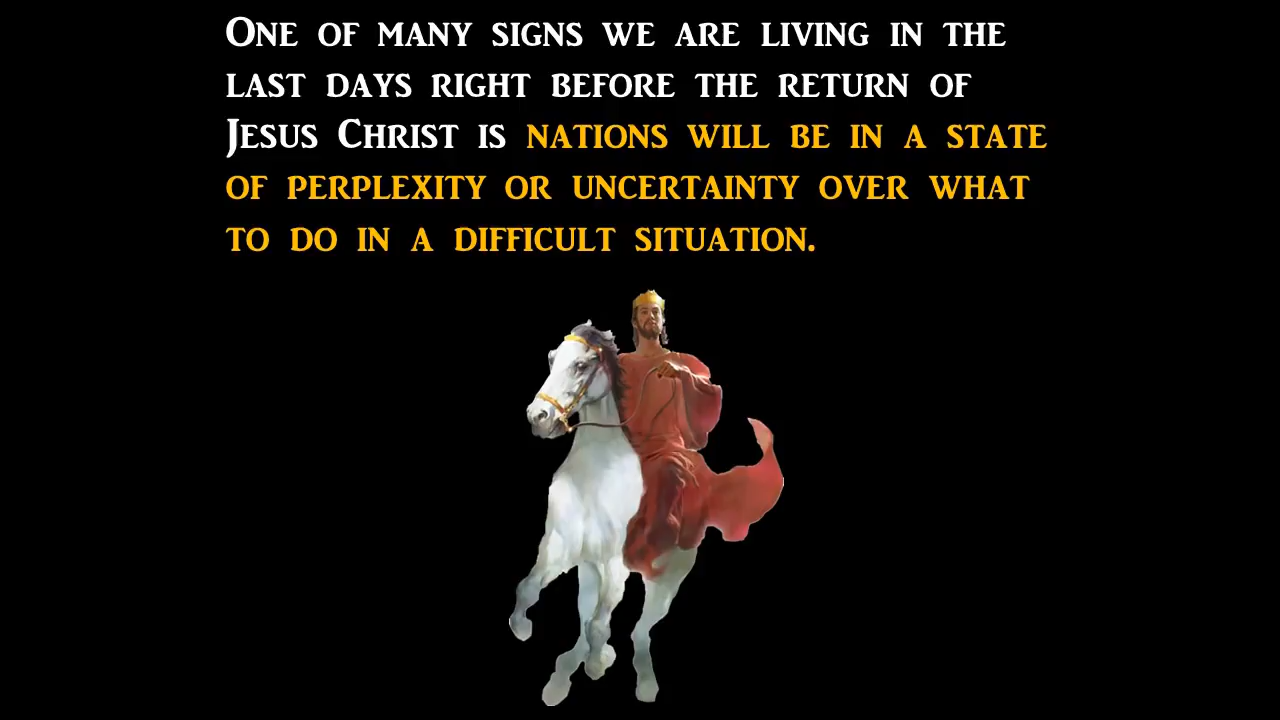 One of many signs we are living in the
last days right before the return of
Jesus Christ is nations will be in a state
of perplexity or uncertainty over what
to do in a difficult situation.